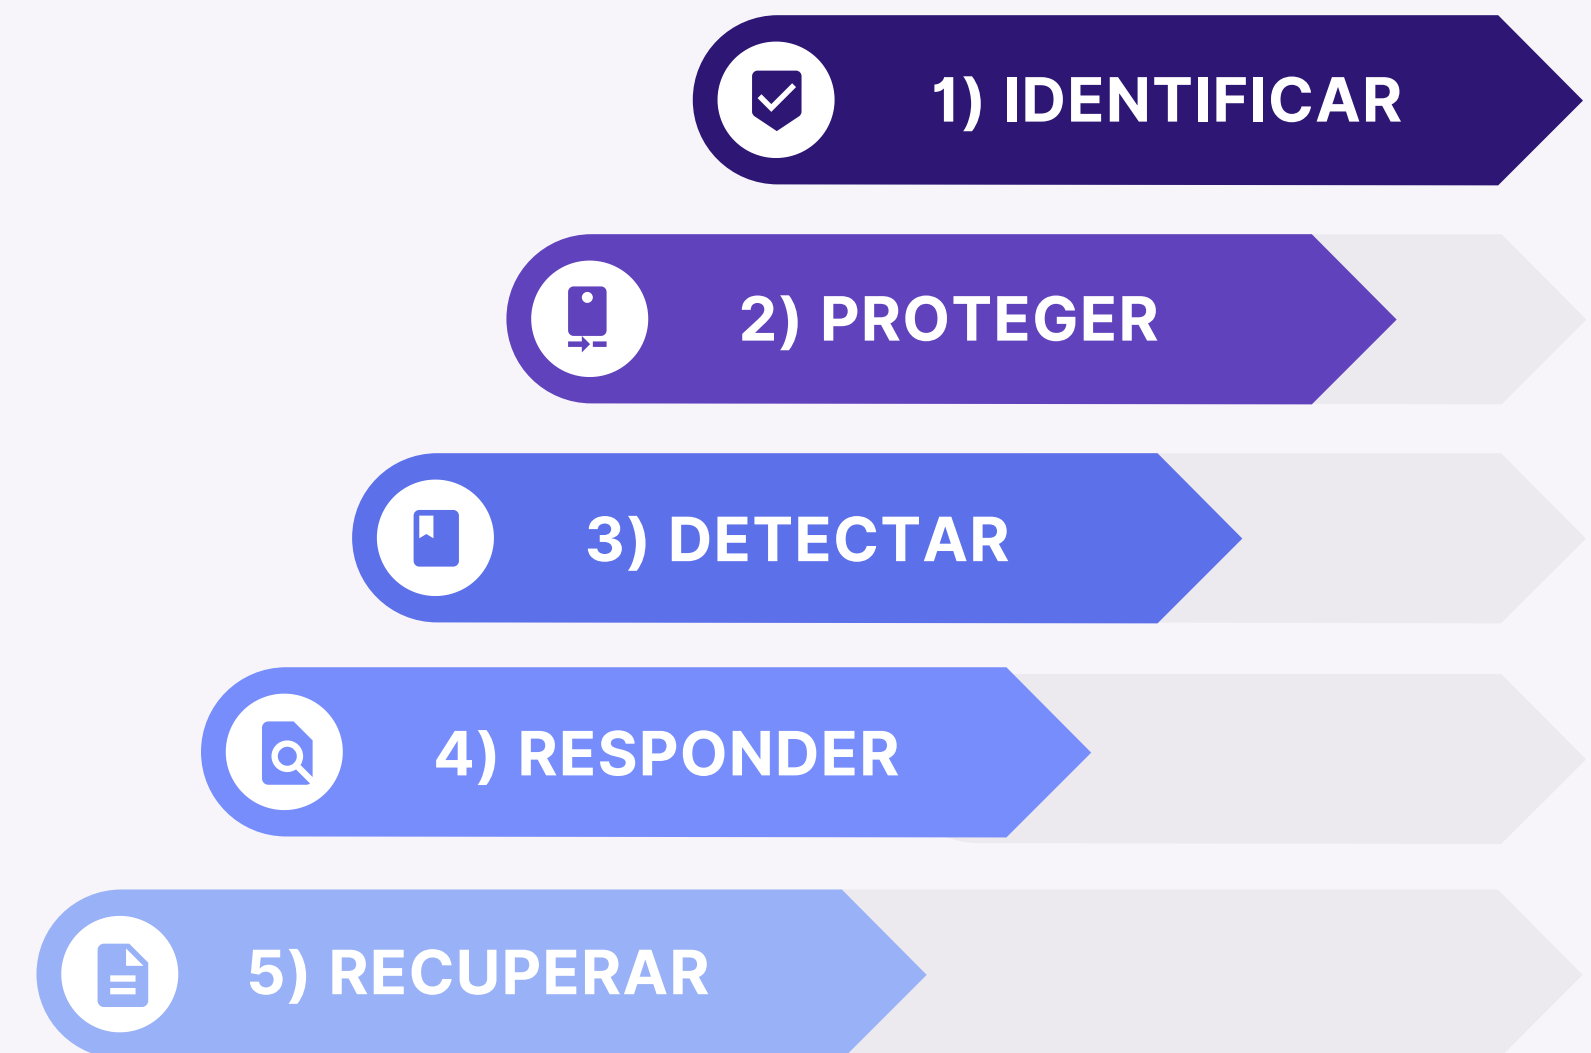 1) IDENTIFICAR
2) PROTEGER
3) DETECTAR
4) RESPONDER
5) RECUPERAR